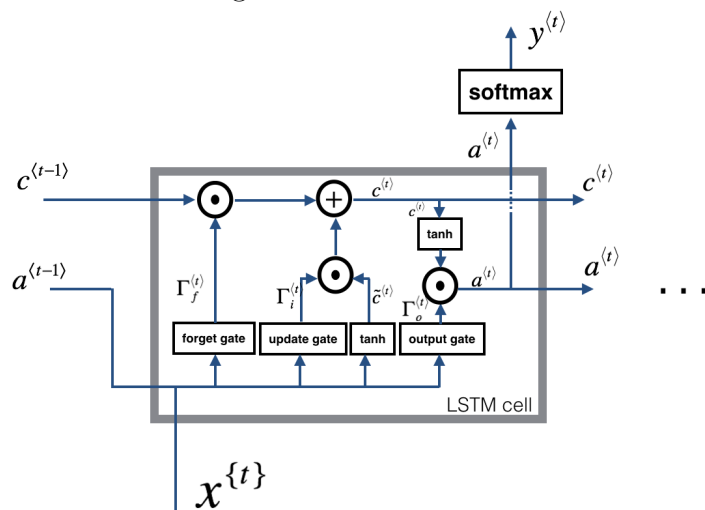 y⟨t⟩
softmax
a⟨t⟩
c⟨t−1⟩
c⟨t⟩
c⟨t⟩
c⟨t⟩
tanh
a⟨t−1⟩
a⟨t⟩
a⟨t⟩
. . .
Γf⟨t⟩
Γi⟨t⟩
c̃⟨t⟩
Γo⟨t⟩
forget gate
update gate
tanh
output gate
LSTM cell
x{t}